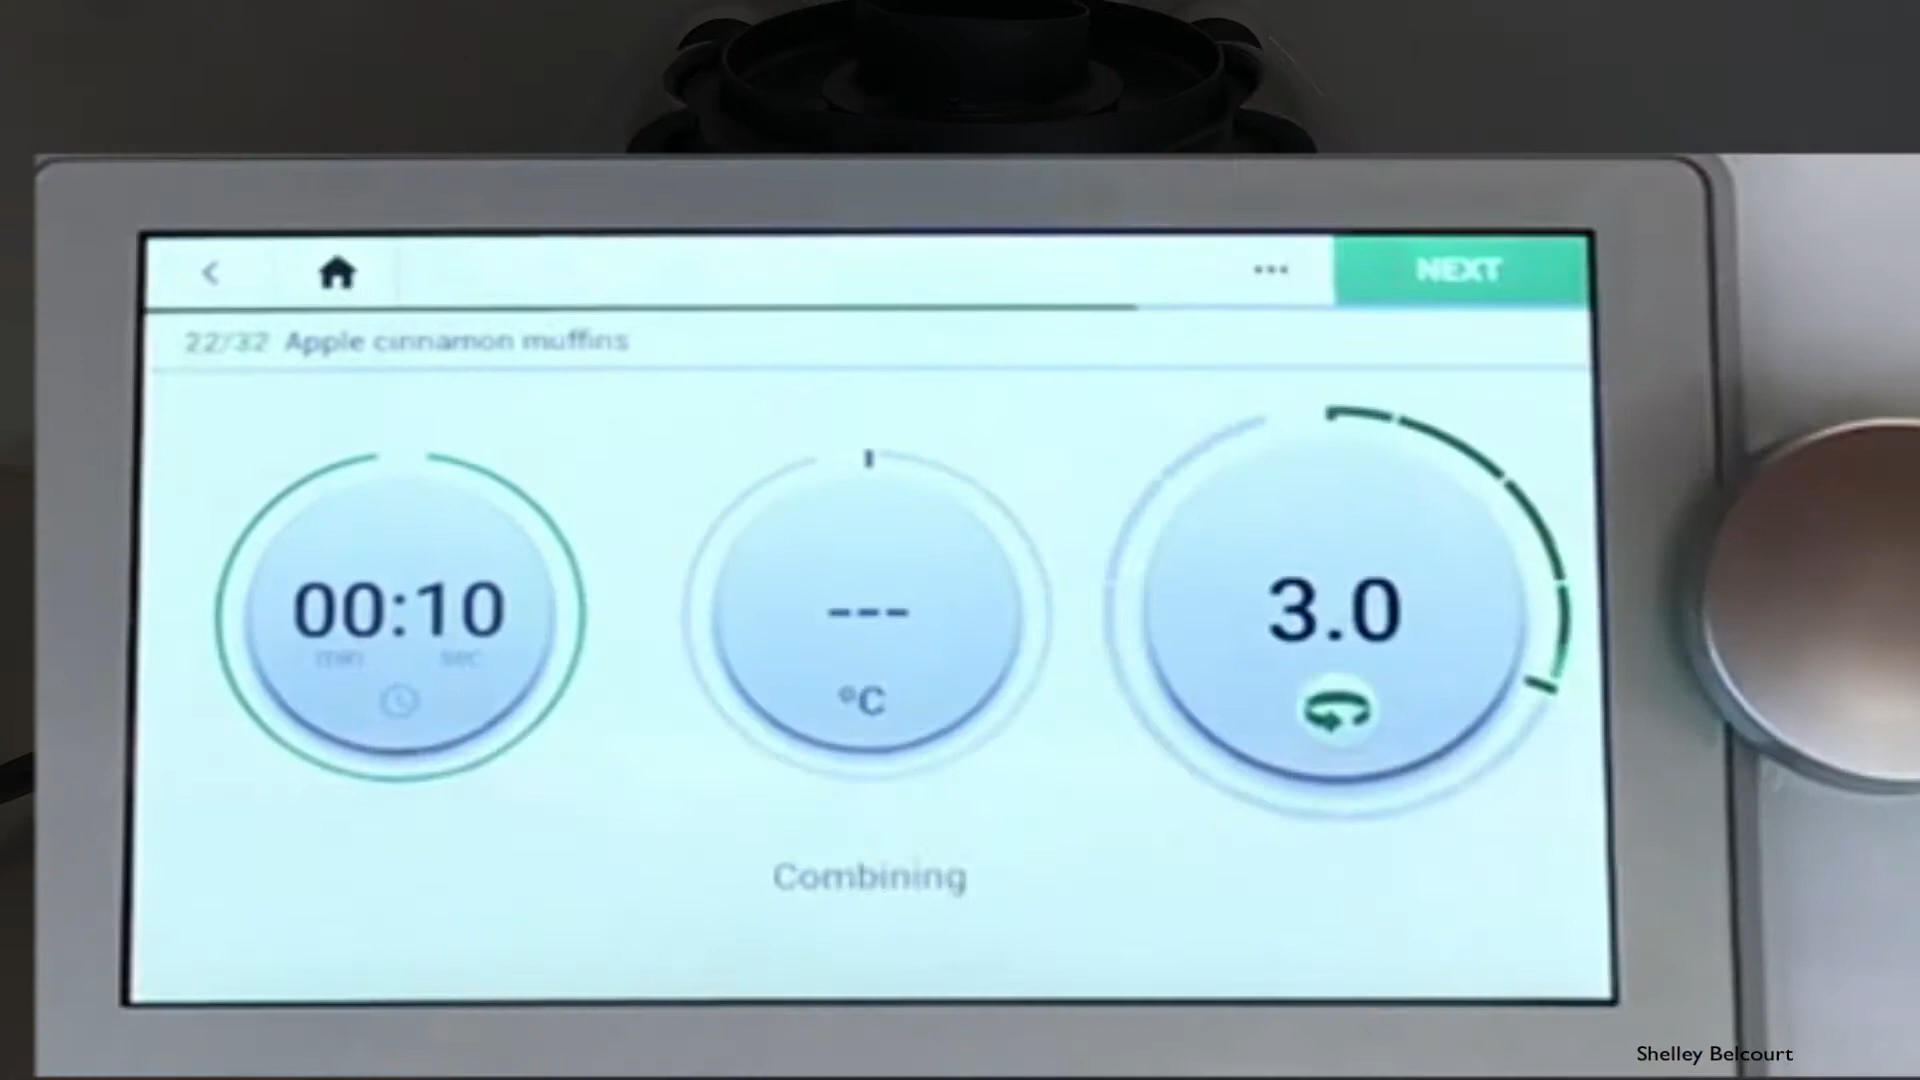 NEXT
22/32 Apple cinnamon muffins
00:10
min sec
---
°C
3.0
Combining
Shelley Belcourt